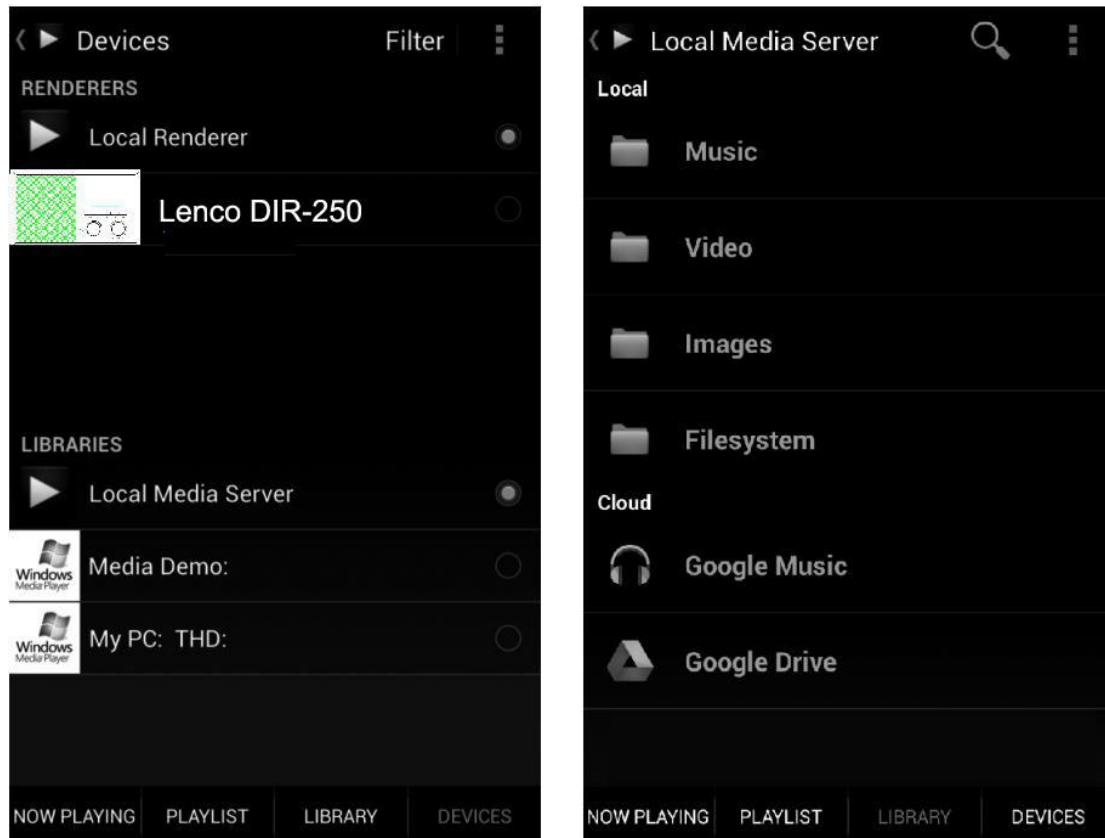 Devices Filter
RENDERERS
Local Renderer
Lenco DIR-250
LIBRARIES
Local Media Server
Windows
Media Player
Media Demo:
Windows
Media Player
My PC: THD:
NOW PLAYING PLAYLIST LIBRARY DEVICES
Local Media Server
Local
Music
Video
Images
Filesystem
Cloud
Google Music
Google Drive
NOW PLAYING PLAYLIST LIBRARY DEVICES